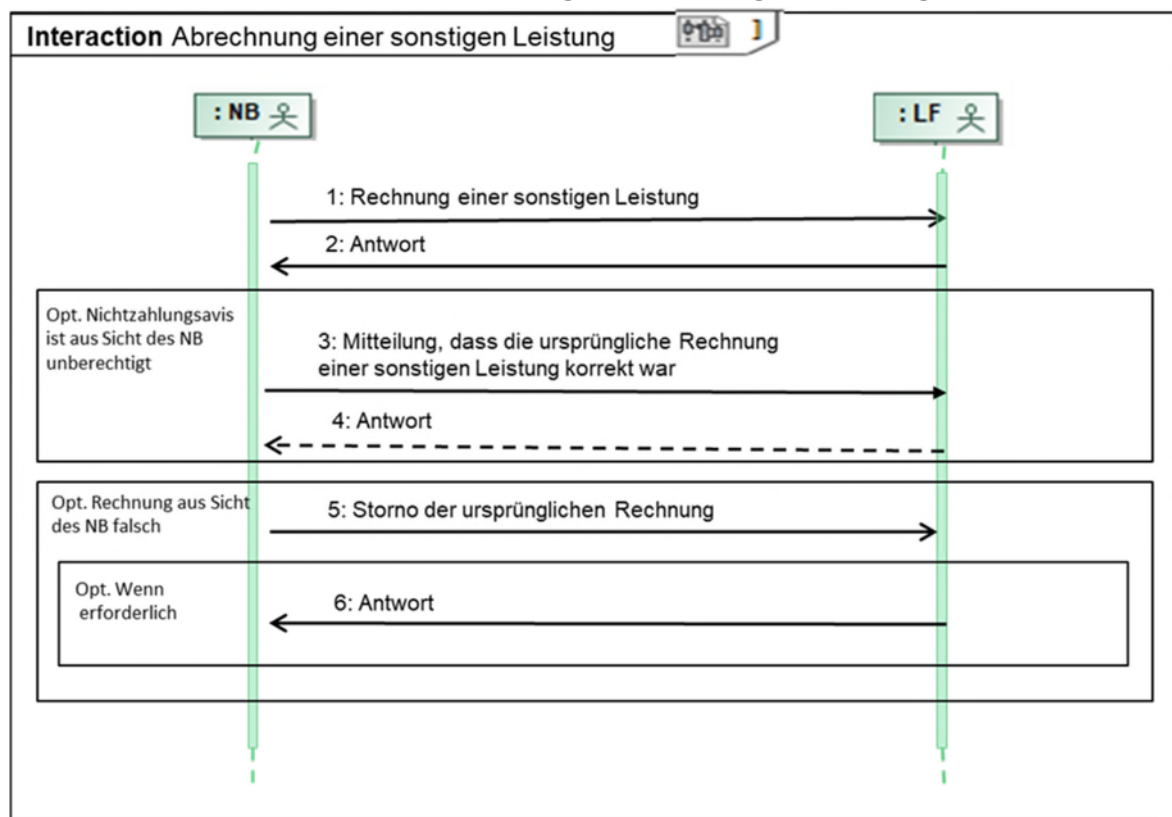 Interaction Abrechnung einer sonstigen Leistung
: NB
: LF
1: Rechnung einer sonstigen Leistung
2: Antwort
Opt. Nichtzahlungsavis
ist aus Sicht des NB
unberechtigt
3: Mitteilung, dass die ursprüngliche Rechnung
einer sonstigen Leistung korrekt war
4: Antwort
Opt. Rechnung aus Sicht
des NB falsch
5: Storno der ursprünglichen Rechnung
Opt. Wenn
erforderlich
6: Antwort